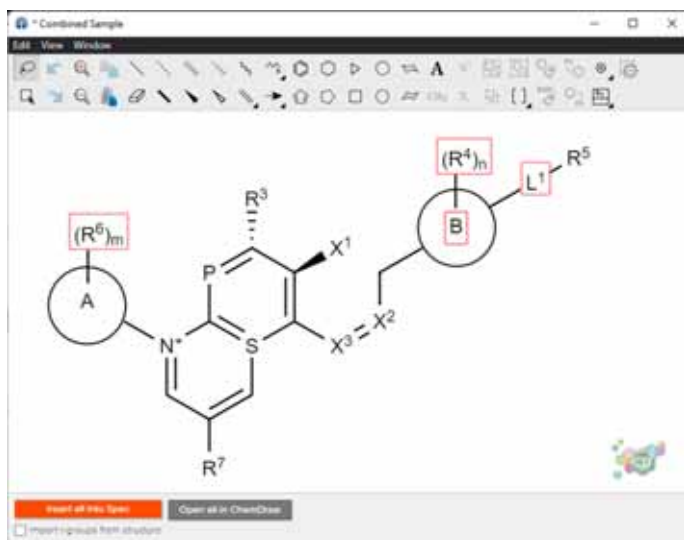 * Combined Sample
Edit View Window
A
(R⁴)ₙ
R⁵
L¹
B
R³
X¹
(R⁶)ₘ
A
P
X²
X³
N⁺
S
R⁷
Insert all into Spec
Open all in ChemDraw
Import r-groups from structure